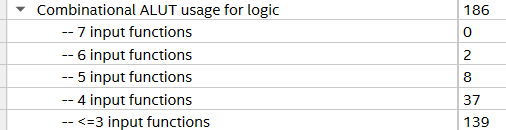 Combinational ALUT usage for logic 186
-- 7 input functions 0
-- 6 input functions 2
-- 5 input functions 8
-- 4 input functions 37
-- <=3 input functions 139